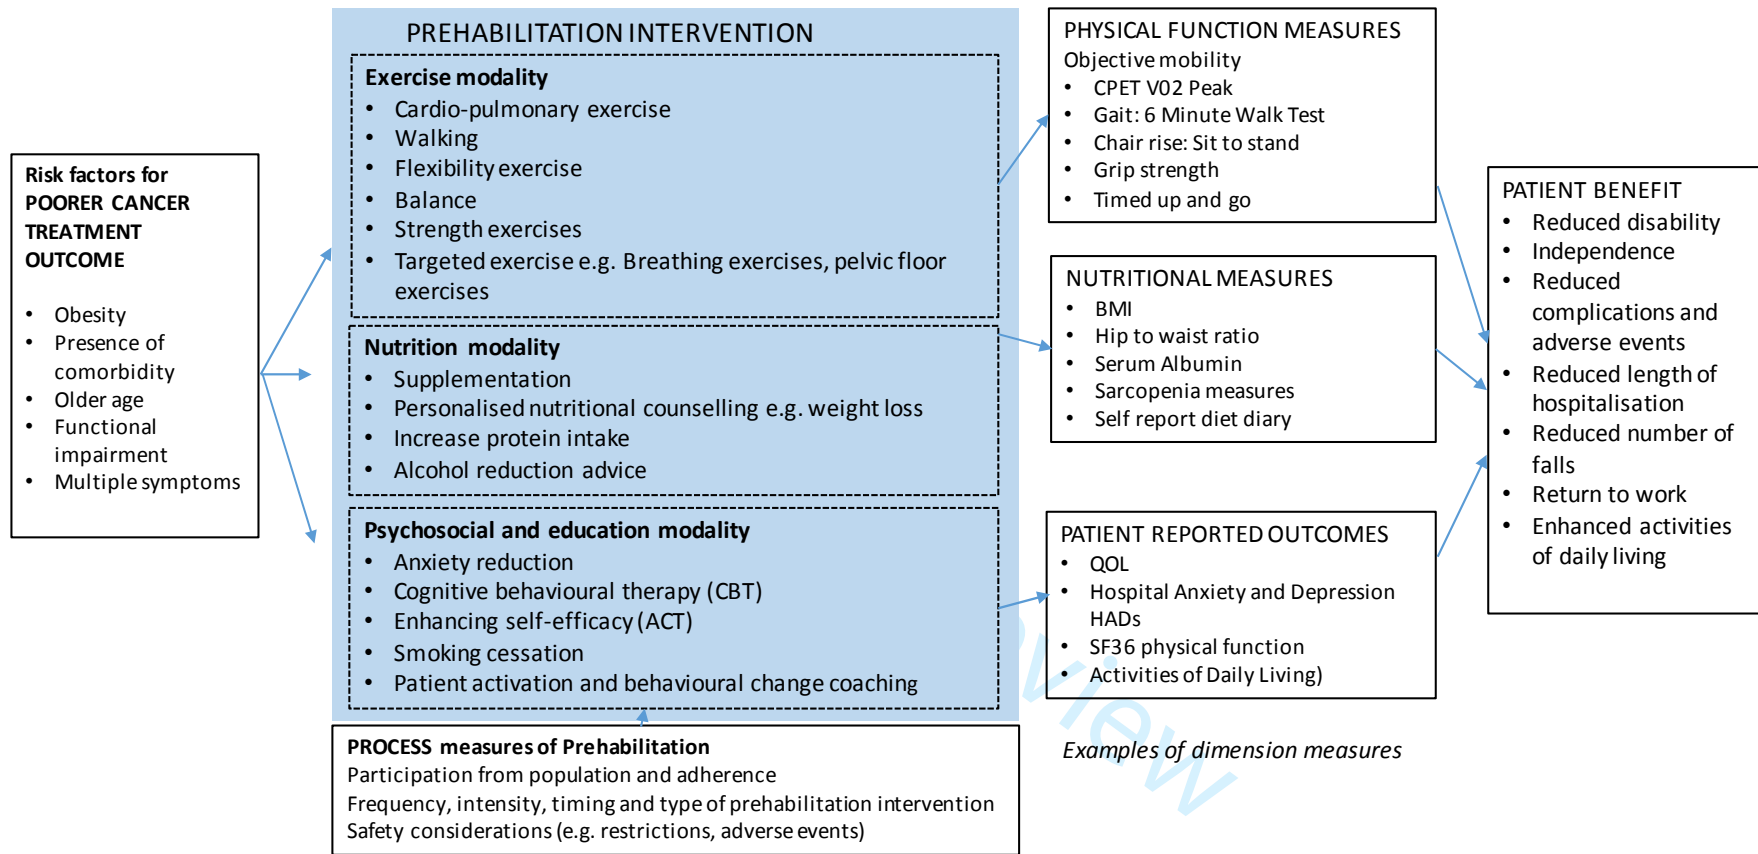 Risk factors for
POORER CANCER
TREATMENT
OUTCOME
• Obesity
• Presence of
comorbidity
• Older age
• Functional
impairment
• Multiple symptoms
PREHABILITATION INTERVENTION
Exercise modality
• Cardio-pulmonary exercise
• Walking
• Flexibility exercise
• Balance
• Strength exercises
• Targeted exercise e.g. Breathing exercises, pelvic floor
exercises
Nutrition modality
• Supplementation
• Personalised nutritional counselling e.g. weight loss
• Increase protein intake
• Alcohol reduction advice
Psychosocial and education modality
• Anxiety reduction
• Cognitive behavioural therapy (CBT)
• Enhancing self-efficacy (ACT)
• Smoking cessation
• Patient activation and behavioural change coaching
PROCESS measures of Prehabilitation
Participation from population and adherence
Frequency, intensity, timing and type of prehabilitation intervention
Safety considerations (e.g. restrictions, adverse events)
PHYSICAL FUNCTION MEASURES
Objective mobility
• CPET V02 Peak
• Gait: 6 Minute Walk Test
• Chair rise: Sit to stand
• Grip strength
• Timed up and go
NUTRITIONAL MEASURES
• BMI
• Hip to waist ratio
• Serum Albumin
• Sarcopenia measures
• Self report diet diary
PATIENT REPORTED OUTCOMES
• QOL
• Hospital Anxiety and Depression
HADs
• SF36 physical function
• Activities of Daily Living)
Examples of dimension measures
PATIENT BENEFIT
• Reduced disability
• Independence
• Reduced
complications and
adverse events
• Reduced length of
hospitalisation
• Reduced number of
falls
• Return to work
• Enhanced activities
of daily living